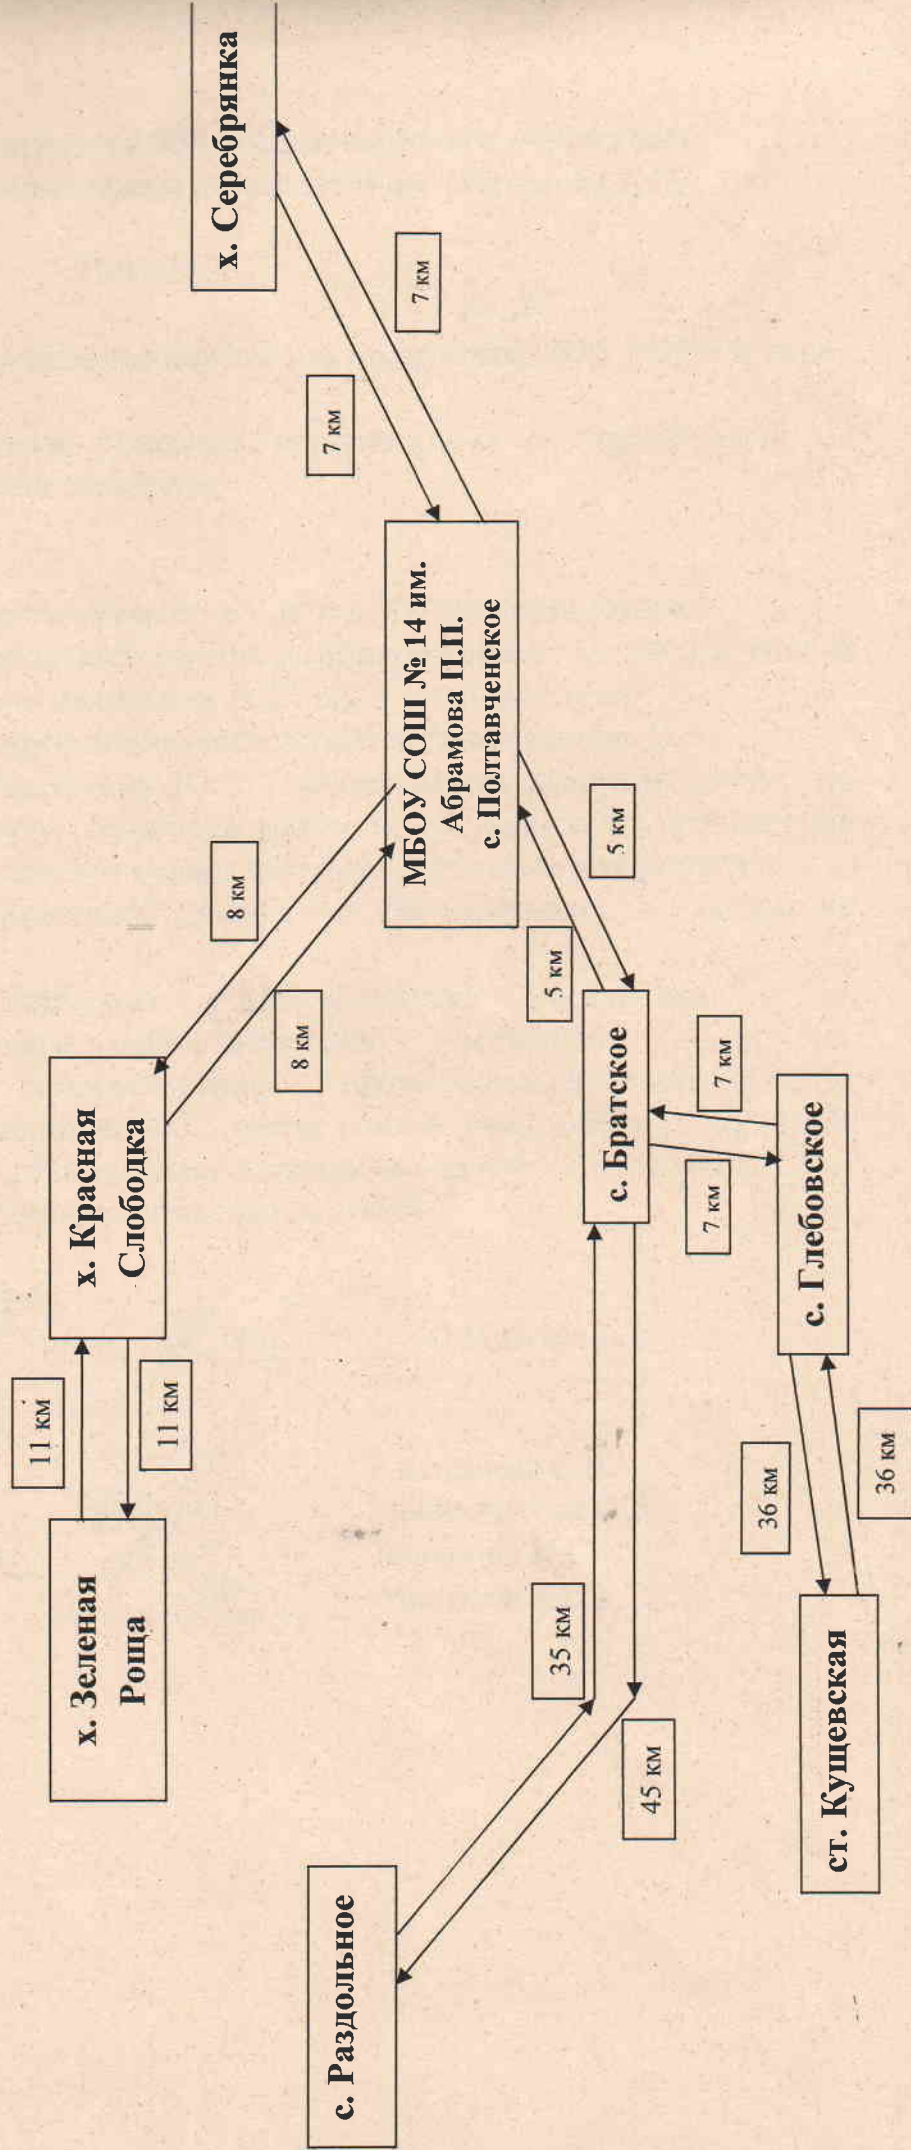 х. Зеленая
Роща
11 км
11 км
х. Красная
Слободка
8 км
8 км
х. Серебрянка
7 км
7 км
МБОУ СОШ № 14 им.
Абрамова П.П.
с. Полтавченское
5 км
5 км
с. Раздольное
35 км
45 км
с. Братское
7 км
7 км
ст. Кущевская
36 км
36 км
с. Глебовское